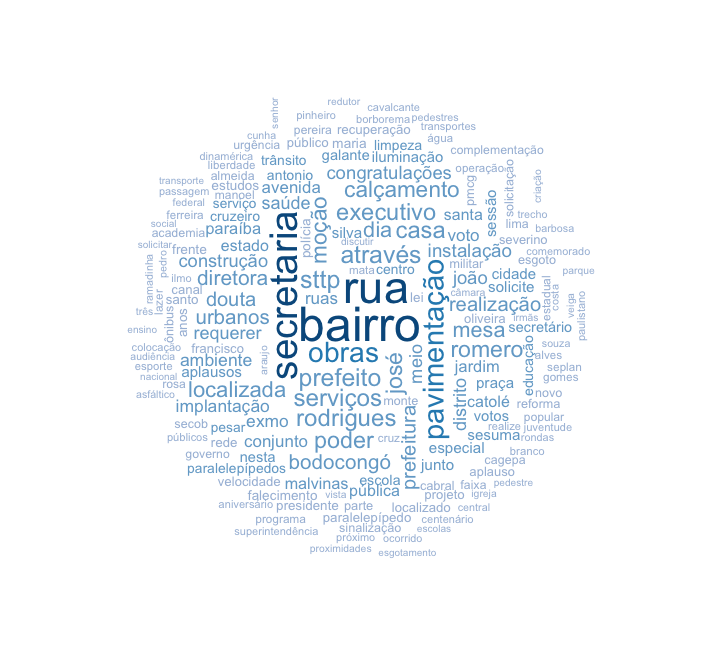 redutor
cavalcante
senhor
pinheiro
borborema
pedestres
cunha
pereira
recuperação
transportes
urgência
público
maria
limpeza
água
complementação
dinamérica
trânsito
galante
iluminação
operação
liberdade
antonio
congratulações
solicitação
criação
transporte
almeida
estudos
avenida
calçamento
pmcg
passagem
manoel
federal
serviço
saúde
moção
executivo
santa
sessão
trecho
ferreira
cruzeiro
secretaria
polícia
silva
dia
casa
voto
lima
barbosa
social
academia
paraíba
discutir
através
instalação
severino
solicitar
frente
estado
comemorado
ramadinha
pedro
construção
mata
centro
militar
cidade
esgoto
parque
ilmo
diretora
sttp
rua
joão
solicite
lazer
canal
câmara
estadual
costa
santo
douta
ruas
lei
realização
veiga
três
ônibus
anos
urbanos
bairro
pavimentação
oliveira
irmãs
paulistano
ensino
requerer
mesa
secretário
colocação
francisco
obras
romero
educação
souza
audiência
ambiente
araujo
josé
meio
alves
esporte
aplausos
prefeito
jardim
seplan
nacional
rosa
localizada
serviços
distrito
praça
gomes
asfáltico
implantação
monte
catolé
novo
reforma
secob
pesar
exmo
rodrigues
prefeitura
votos
popular
públicos
rede
conjunto
poder
cruz
sesuma
realize
juventude
rondas
governo
nesta
especial
branco
paralelepípedos
bodocongó
junto
cagepa
velocidade
malvinas
escola
aplauso
pedestre
falecimento
vista
pública
cabral
faixa
aniversário
presidente
parte
projeto
igreja
localizado
central
programa
paralelepípedo
centenário
superintendência
sinalização
escolas
próximo
ocorrido
proximidades
esgotamento